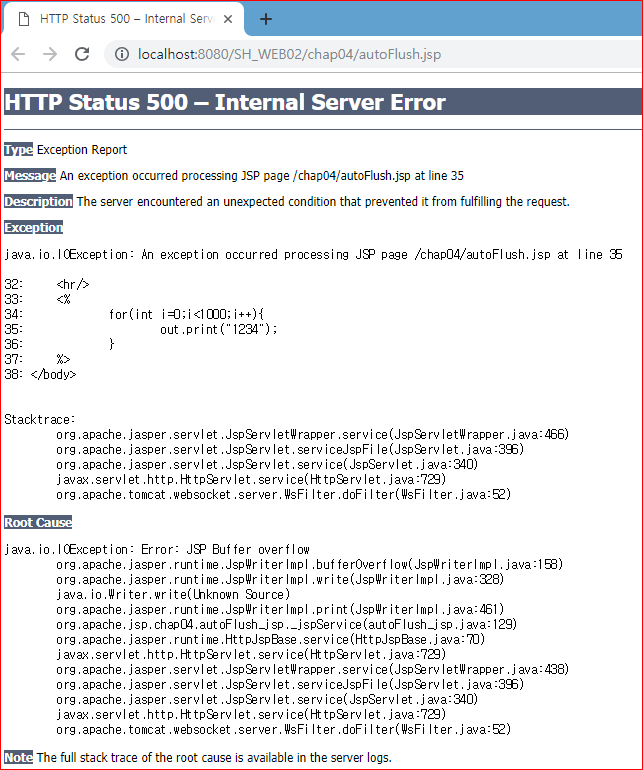 HTTP Status 500 – Internal Serv
localhost:8080/SH_WEB02/chap04/autoFlush.jsp
HTTP Status 500 – Internal Server Error
Type Exception Report
Message An exception occurred processing JSP page /chap04/autoFlush.jsp at line 35
Description The server encountered an unexpected condition that prevented it from fulfilling the request.
Exception
java.io.IOException: An exception occurred processing JSP page /chap04/autoFlush.jsp at line 35
32: <hr/>
33: <%
34: for(int i=0;i<1000;i++){
35: out.print("1234");
36: }
37: %>
38: </body>
Stacktrace:
org.apache.jasper.servlet.JspServletWrapper.service(JspServletWrapper.java:466)
org.apache.jasper.servlet.JspServlet.serviceJspFile(JspServlet.java:396)
org.apache.jasper.servlet.JspServlet.service(JspServlet.java:340)
javax.servlet.http.HttpServlet.service(HttpServlet.java:729)
org.apache.tomcat.websocket.server.WsFilter.doFilter(WsFilter.java:52)
Root Cause
java.io.IOException: Error: JSP Buffer overflow
org.apache.jasper.runtime.JspWriterImpl.bufferOverflow(JspWriterImpl.java:158)
org.apache.jasper.runtime.JspWriterImpl.write(JspWriterImpl.java:328)
java.io.Writer.write(Unknown Source)
org.apache.jasper.runtime.JspWriterImpl.print(JspWriterImpl.java:461)
org.apache.jsp.chap04.autoFlush_jsp._jspService(autoFlush_jsp.java:129)
org.apache.jasper.runtime.HttpJspBase.service(HttpJspBase.java:70)
javax.servlet.http.HttpServlet.service(HttpServlet.java:729)
org.apache.jasper.servlet.JspServletWrapper.service(JspServletWrapper.java:438)
org.apache.jasper.servlet.JspServlet.serviceJspFile(JspServlet.java:396)
org.apache.jasper.servlet.JspServlet.service(JspServlet.java:340)
javax.servlet.http.HttpServlet.service(HttpServlet.java:729)
org.apache.tomcat.websocket.server.WsFilter.doFilter(WsFilter.java:52)
Note The full stack trace of the root cause is available in the server logs.